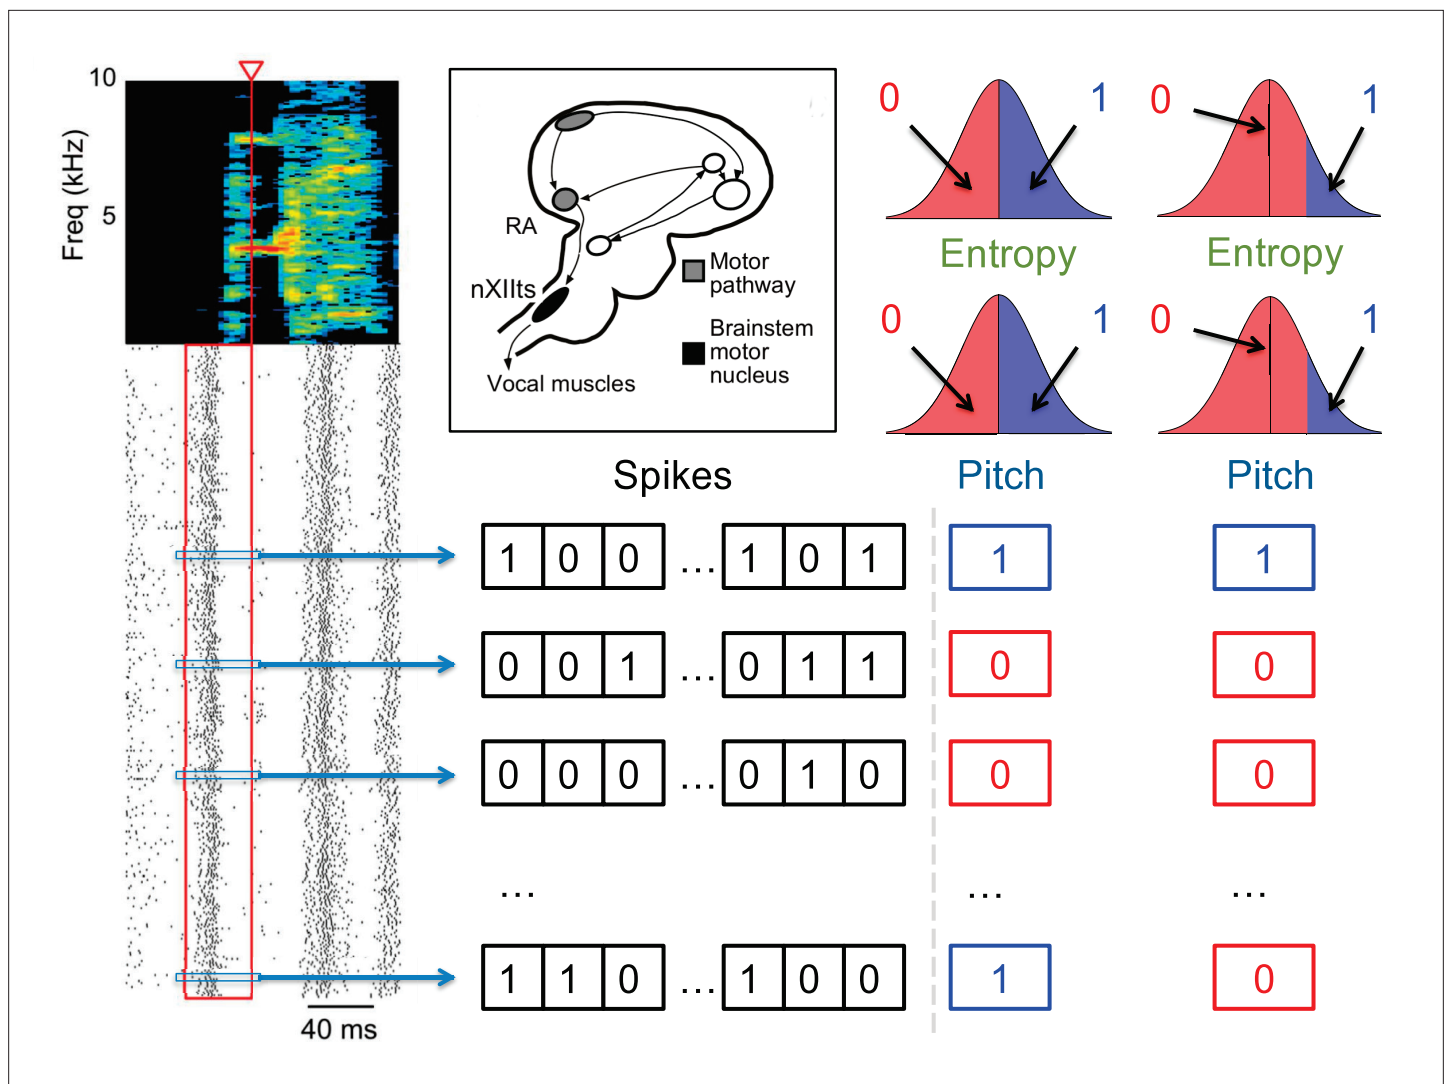 10
5
Freq (kHz)
RA
nXIIts
Motor
pathway
Brainstem
motor
nucleus
Vocal muscles
0 1 0 1
Entropy Entropy
0 1 0 1
Pitch Pitch
Spikes
1 0 0 ... 1 0 1 1 1
0 0 1 ... 0 1 1 0 0
0 0 0 ... 0 1 0 0 0
... ... ...
1 1 0 ... 1 0 0 1 0
40 ms